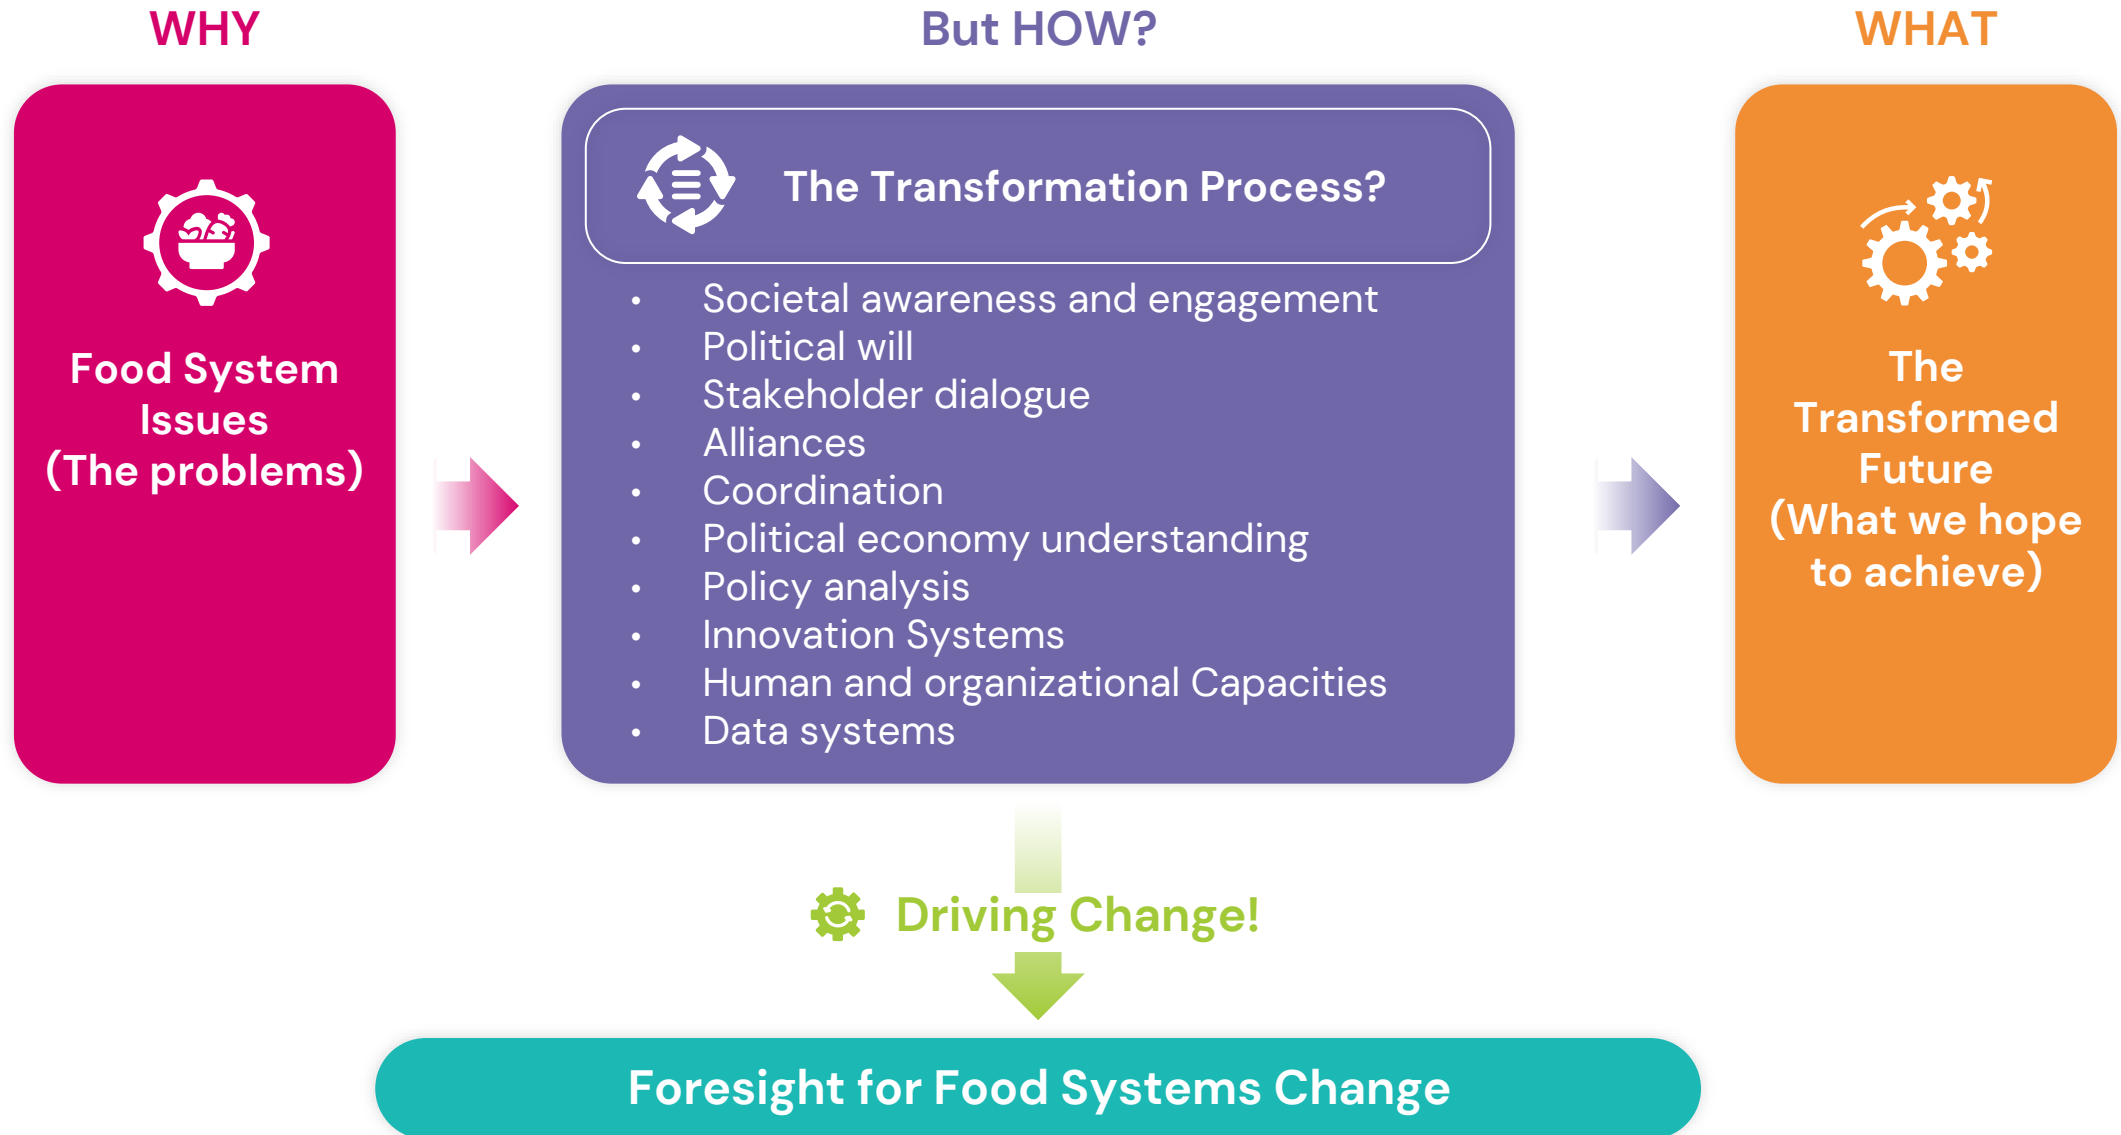 WHY
Food System
Issues
(The problems)
But HOW?
The Transformation Process?
• Societal awareness and engagement
• Political will
• Stakeholder dialogue
• Alliances
• Coordination
• Political economy understanding
• Policy analysis
• Innovation Systems
• Human and organizational Capacities
• Data systems
WHAT
The
Transformed
Future
(What we hope
to achieve)
Driving Change!
Foresight for Food Systems Change